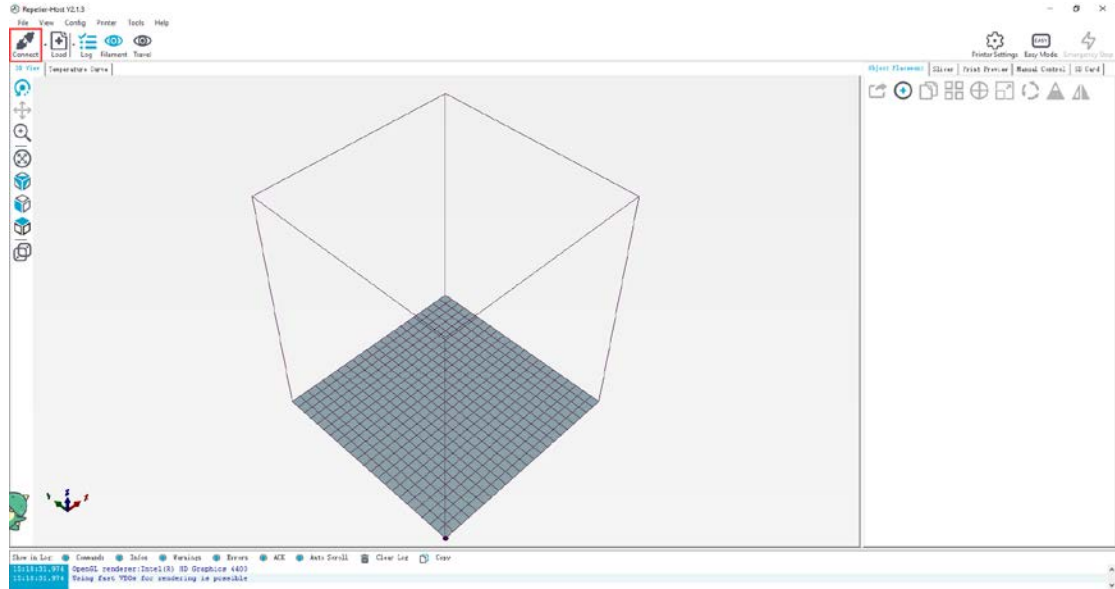 Repetier-Host V2.1.3
File View Config Printer Tools Help
Connect Load Log Filament Travel
Printer Settings Easy Mode Emergency Stop
EASY
3D View Temperature Curve
Object Placement Slicer Print Preview Manual Control SD Card
Show in Log: Commands Infos Warnings Errors ACK Auto Scroll Clear Log Copy
OpenGL renderer:Intel(R) HD Graphics 4400
Using fast VBOs for rendering is possible